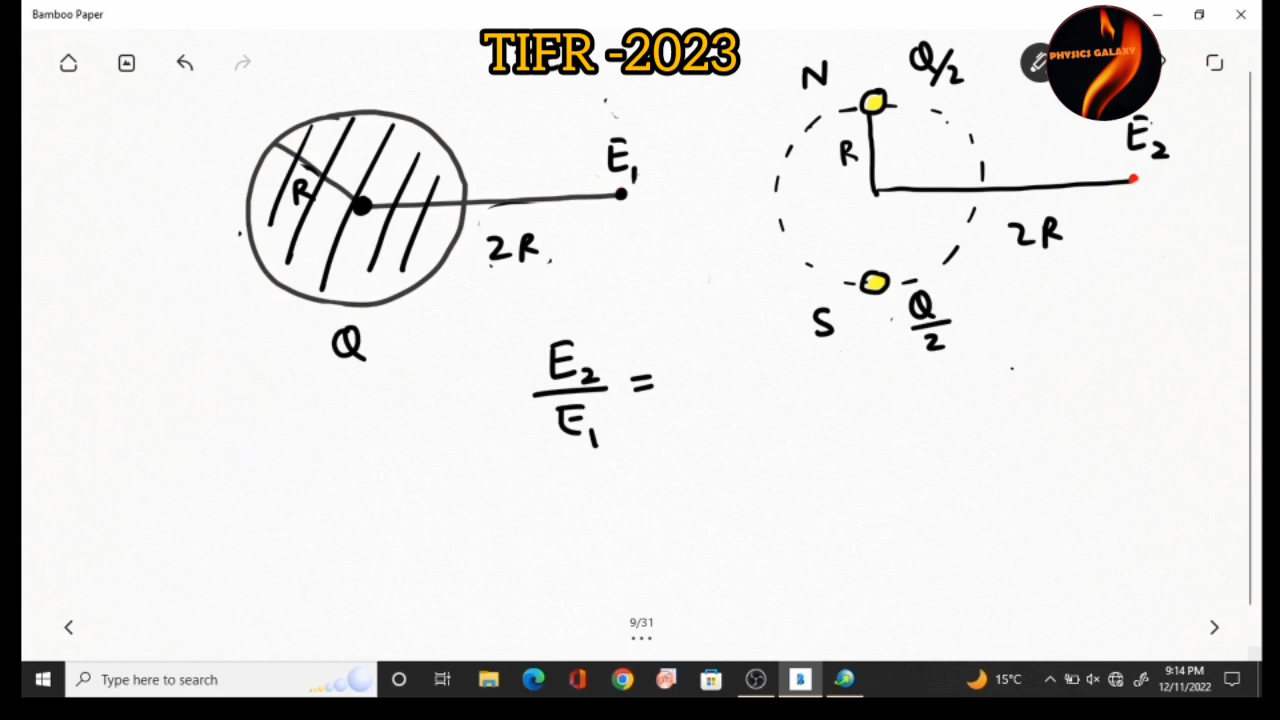 Bamboo Paper
TIFR -2023
PHYSICS GALAXY
N
Q/2
R
E₁
E₂
R
2R
2R
S
Q/2
Q
E₂/E₁ =
9/31
Type here to search
15°C
9:14 PM
12/11/2022